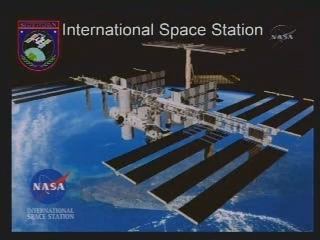 International Space Station
NASA
NASA
INTERNATIONAL
SPACE STATION